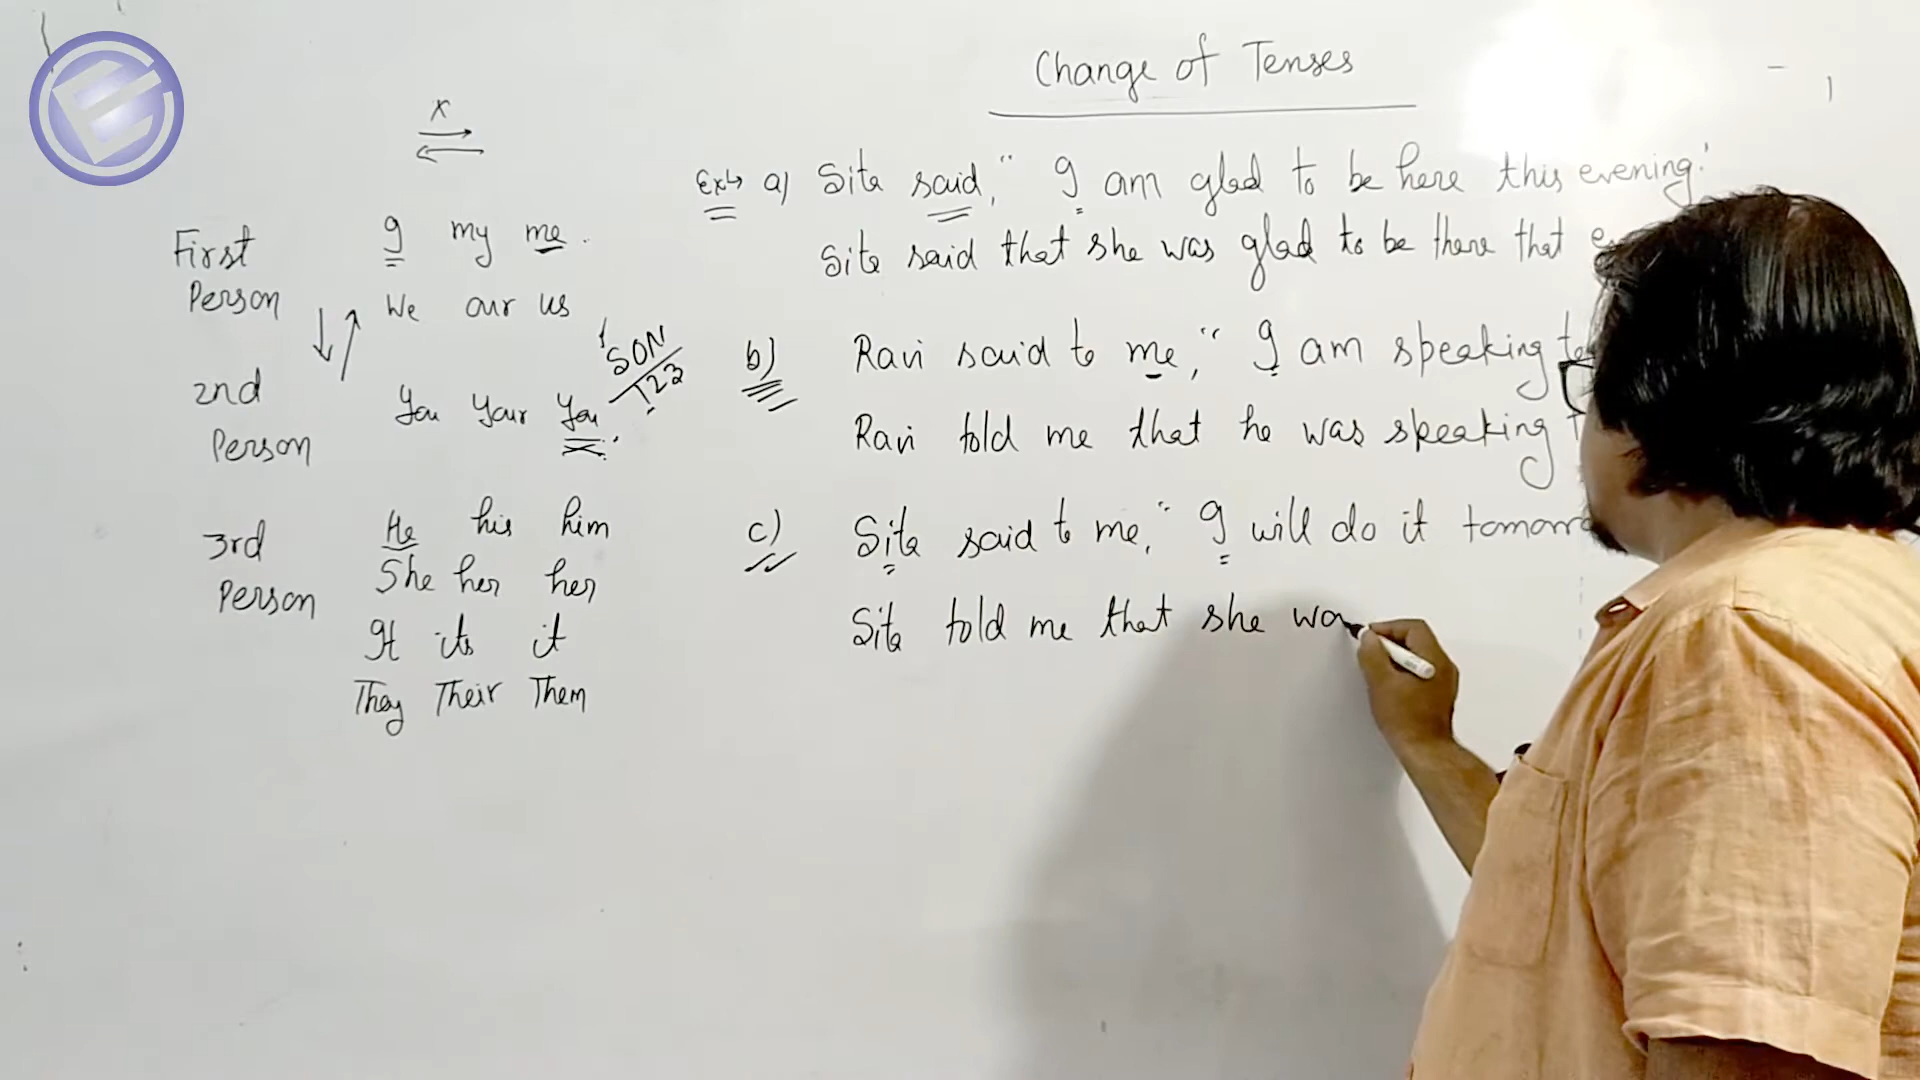 Change of Tenses
x
First Person
I my me.
We our us
2nd Person
You Your You
SON
123
3rd Person
He his him
She her her
It its it
They Their Them
Ex a) Sita said, "I am glad to be here this evening."
Sita said that she was glad to be there that
b) Ravi said to me, "I am speaking
Ravi told me that he was speaking
c) Sita said to me, "I will do it
Sita told me that she